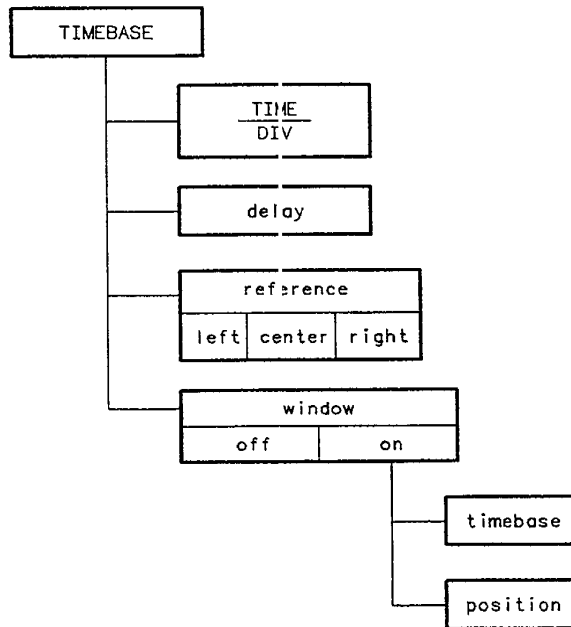 TIMEBASE
TIME
DIV
delay
reference
left center right
window
off on
timebase
position